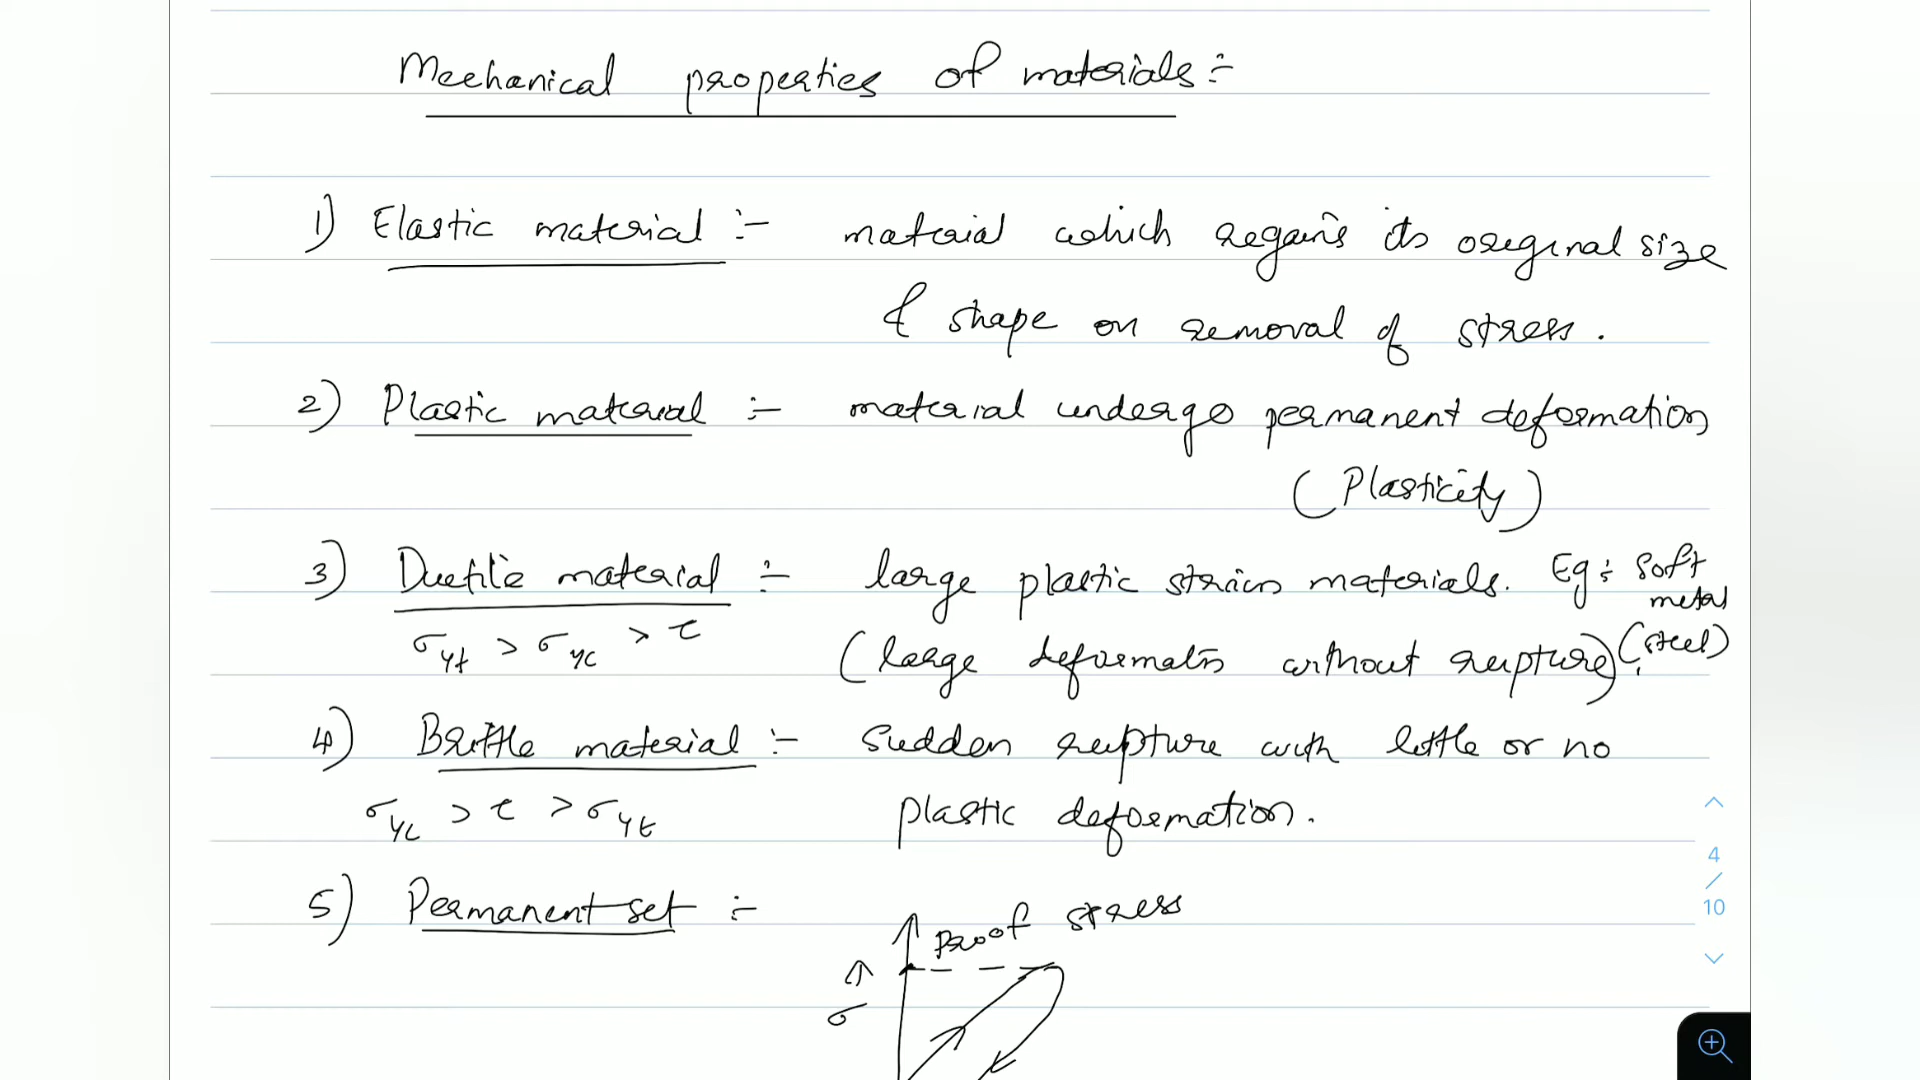 Mechanical properties of materials :-
1) Elastic material :- material which regains its original size
& shape on removal of stress.
2) Plastic material :- material undergo permanent deformation
(Plasticity)
3) Ductile material :- large plastic strain materials. Eg: Soft
metal
σyt > σyc > τ (large deformation without rupture) (steel)
4) Brittle material :- Sudden rupture with little or no
σyc > τ > σyt plastic deformation.
5) Permanent set :-
Proof stress
σ
4
/
10